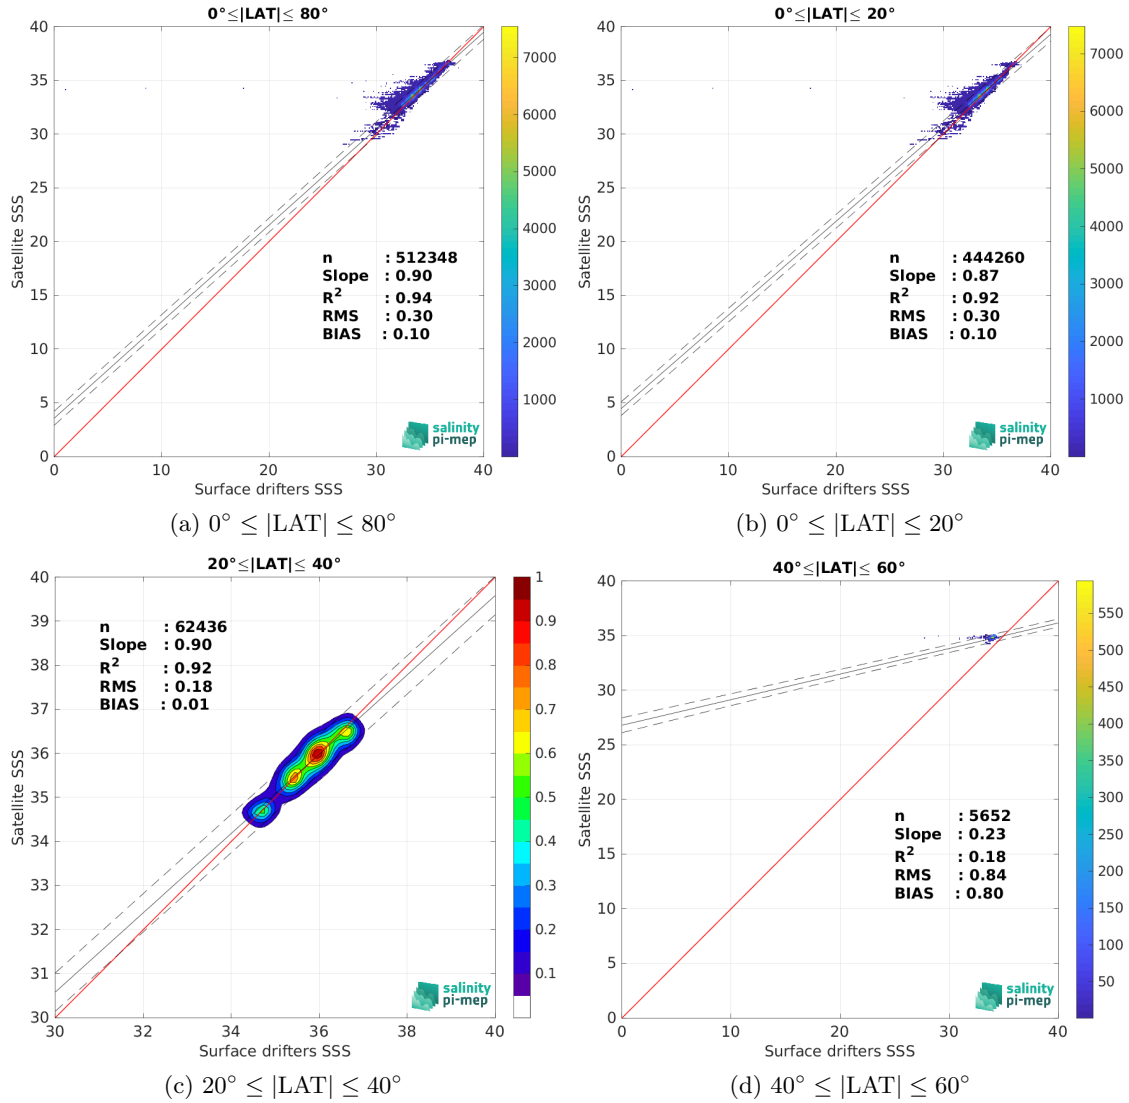 0°≤|LAT|≤ 80°
40
35
30
25
20
15
10
5
0
Satellite SSS
n : 512348
Slope : 0.90
R² : 0.94
RMS : 0.30
BIAS : 0.10
salinity
pi-mep
0 10 20 30 40
Surface drifters SSS
7000
6000
5000
4000
3000
2000
1000
(a) 0° ≤ |LAT| ≤ 80°
0°≤|LAT|≤ 20°
40
35
30
25
20
15
10
5
0
Satellite SSS
n : 444260
Slope : 0.87
R² : 0.92
RMS : 0.30
BIAS : 0.10
salinity
pi-mep
0 10 20 30 40
Surface drifters SSS
7000
6000
5000
4000
3000
2000
1000
(b) 0° ≤ |LAT| ≤ 20°
20°≤|LAT|≤ 40°
40
39
38
37
36
35
34
33
32
31
30
Satellite SSS
n : 62436
Slope : 0.90
R² : 0.92
RMS : 0.18
BIAS : 0.01
salinity
pi-mep
30 32 34 36 38 40
Surface drifters SSS
1
0.9
0.8
0.7
0.6
0.5
0.4
0.3
0.2
0.1
(c) 20° ≤ |LAT| ≤ 40°
40°≤|LAT|≤ 60°
40
35
30
25
20
15
10
5
0
Satellite SSS
n : 5652
Slope : 0.23
R² : 0.18
RMS : 0.84
BIAS : 0.80
salinity
pi-mep
0 10 20 30 40
Surface drifters SSS
550
500
450
400
350
300
250
200
150
100
50
(d) 40° ≤ |LAT| ≤ 60°